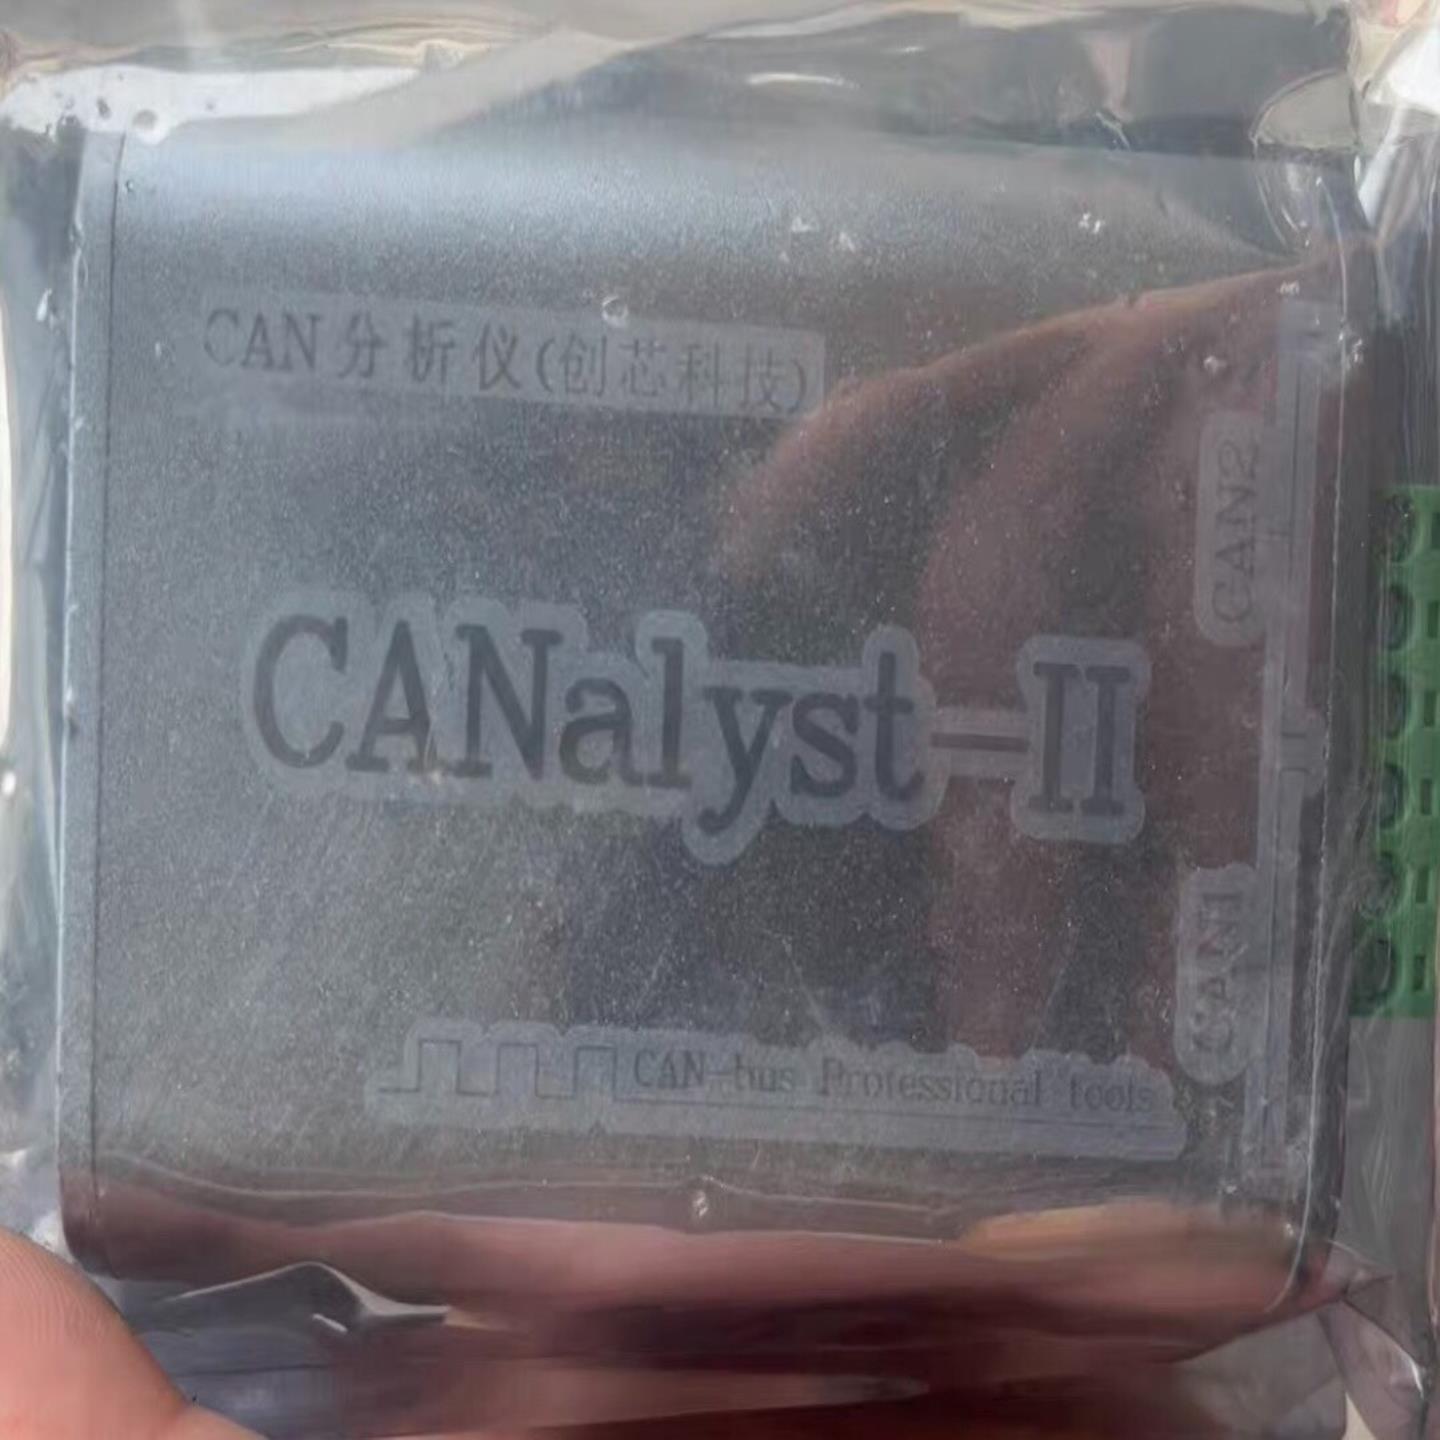 CAN分析仪(创芯科技)
CAN2
CANalyst-II
CAN1
CAN-bus Professional tools